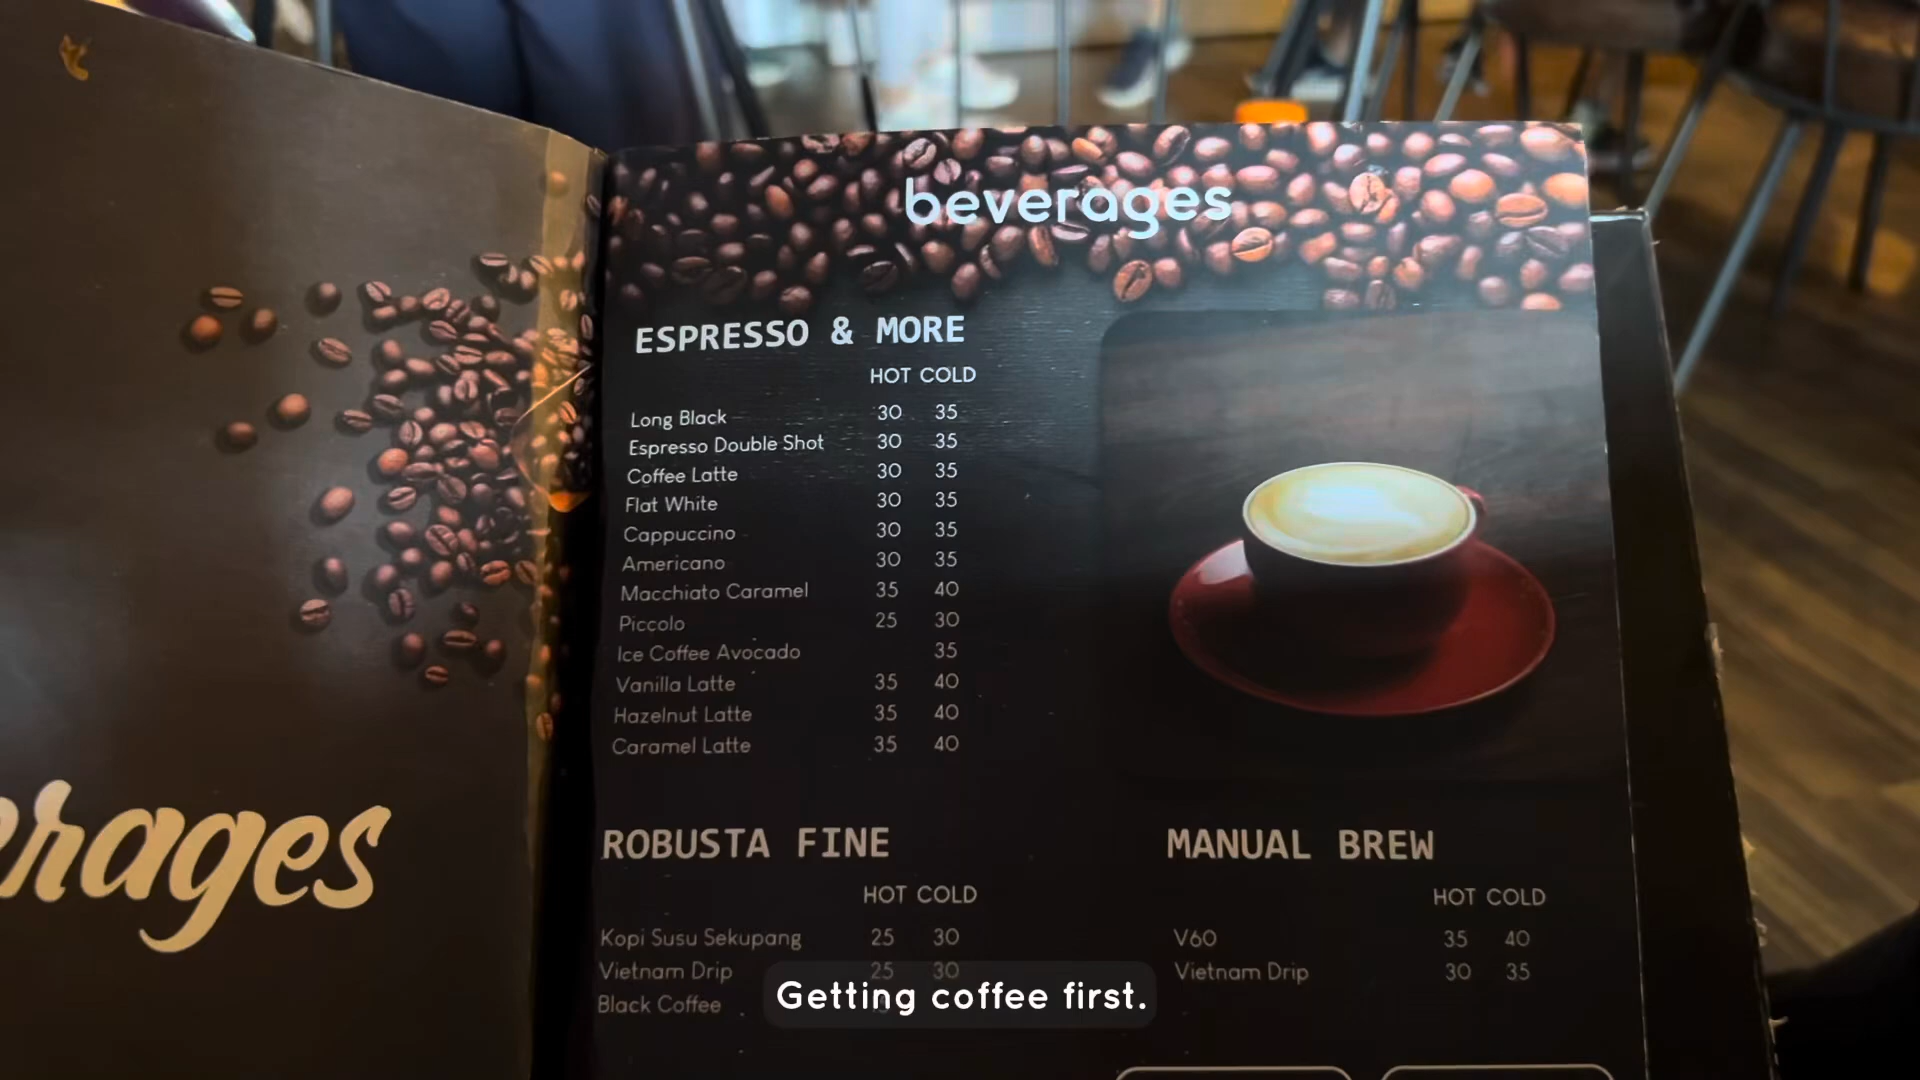 erages
beverages
ESPRESSO & MORE
HOT COLD
Long Black 30 35
Espresso Double Shot 30 35
Coffee Latte 30 35
Flat White 30 35
Cappuccino 30 35
Americano 30 35
Macchiato Caramel 35 40
Piccolo 25 30
Ice Coffee Avocado 35
Vanilla Latte 35 40
Hazelnut Latte 35 40
Caramel Latte 35 40
ROBUSTA FINE
HOT COLD
Kopi Susu Sekupang 25 30
Vietnam Drip 25 30
Black Coffee
MANUAL BREW
HOT COLD
V60 35 40
Vietnam Drip 30 35
Getting coffee first.